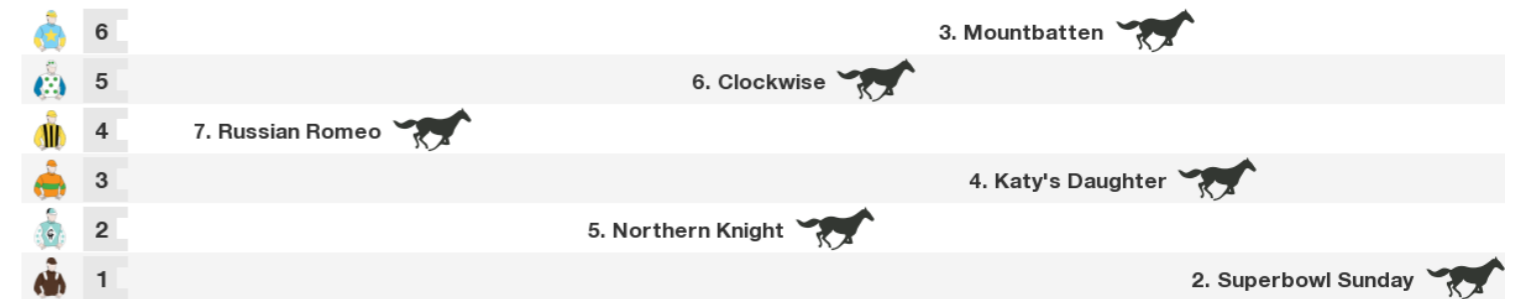 6 3. Mountbatten
5 6. Clockwise
4 7. Russian Romeo
3 4. Katy's Daughter
2 5. Northern Knight
1 2. Superbowl Sunday